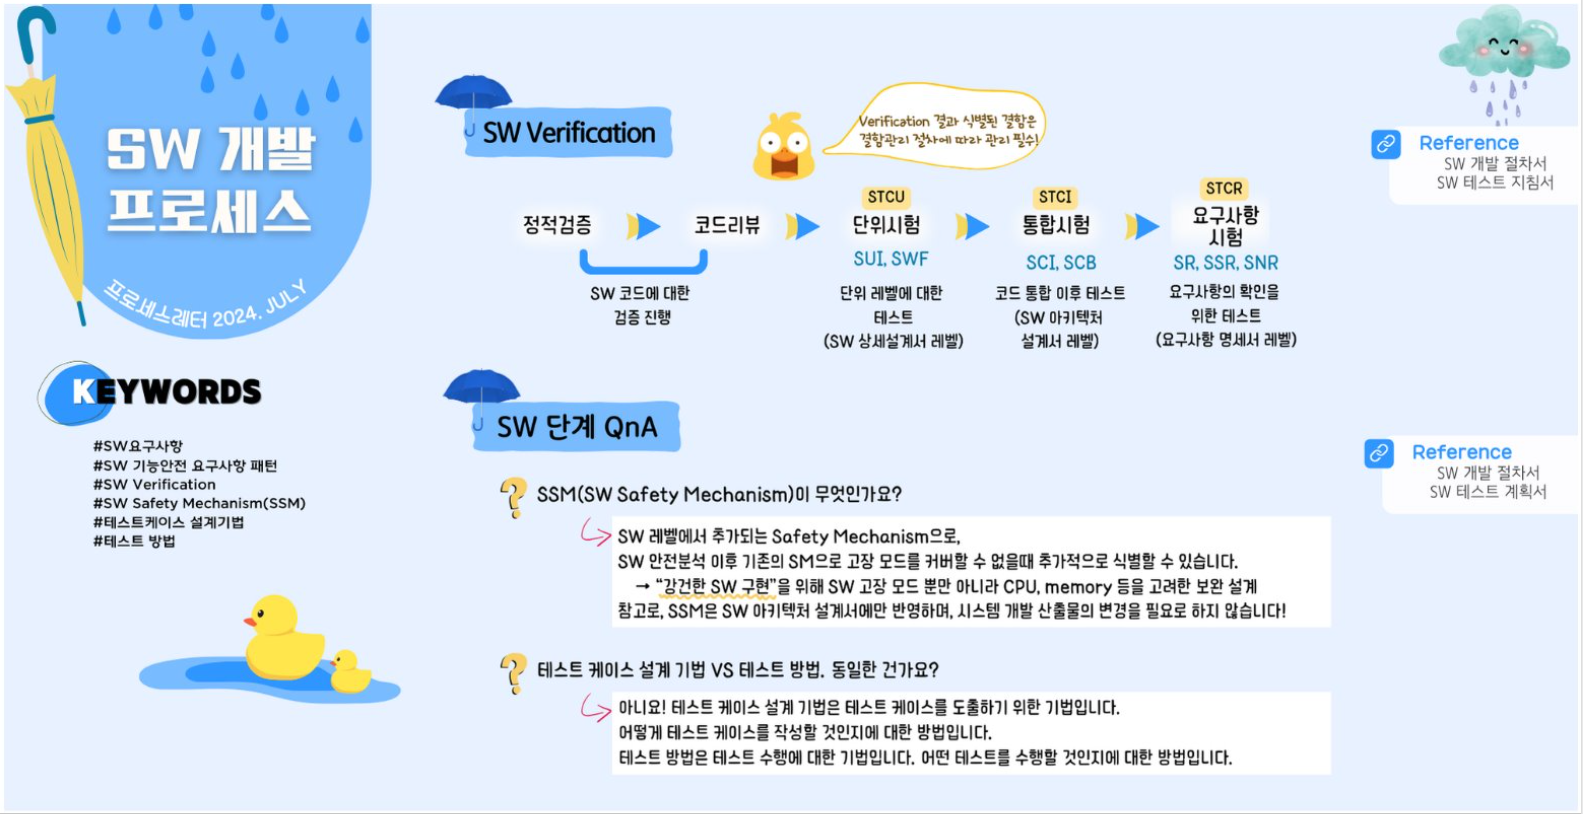 SW 개발
프로세스
프로세스레터 2024. JULY
KEYWORDS
#SW요구사항
#SW 기능안전 요구사항 패턴
#SW Verification
#SW Safety Mechanism(SSM)
#테스트케이스 설계기법
#테스트 방법
SW Verification
Verification 결과 식별된 결함은
결함관리 절차에 따라 관리 필수!
정적검증
코드리뷰
SW 코드에 대한
검증 진행
STCU
단위시험
SUI, SWF
단위 레벨에 대한
테스트
(SW 상세설계서 레벨)
STCI
통합시험
SCI, SCB
코드 통합 이후 테스트
(SW 아키텍처
설계서 레벨)
STCR
요구사항
시험
SR, SSR, SNR
요구사항의 확인을
위한 테스트
(요구사항 명세서 레벨)
Reference
SW 개발 절차서
SW 테스트 지침서
SW 단계 QnA
SSM(SW Safety Mechanism)이 무엇인가요?
SW 레벨에서 추가되는 Safety Mechanism으로,
SW 안전분석 이후 기존의 SM으로 고장 모드를 커버할 수 없을때 추가적으로 식별할 수 있습니다.
→ “강건한 SW 구현”을 위해 SW 고장 모드 뿐만 아니라 CPU, memory 등을 고려한 보완 설계
참고로, SSM은 SW 아키텍처 설계서에만 반영하며, 시스템 개발 산출물의 변경을 필요로 하지 않습니다!
테스트 케이스 설계 기법 VS 테스트 방법. 동일한 건가요?
아니요! 테스트 케이스 설계 기법은 테스트 케이스를 도출하기 위한 기법입니다.
어떻게 테스트 케이스를 작성할 것인지에 대한 방법입니다.
테스트 방법은 테스트 수행에 대한 기법입니다. 어떤 테스트를 수행할 것인지에 대한 방법입니다.
Reference
SW 개발 절차서
SW 테스트 계획서